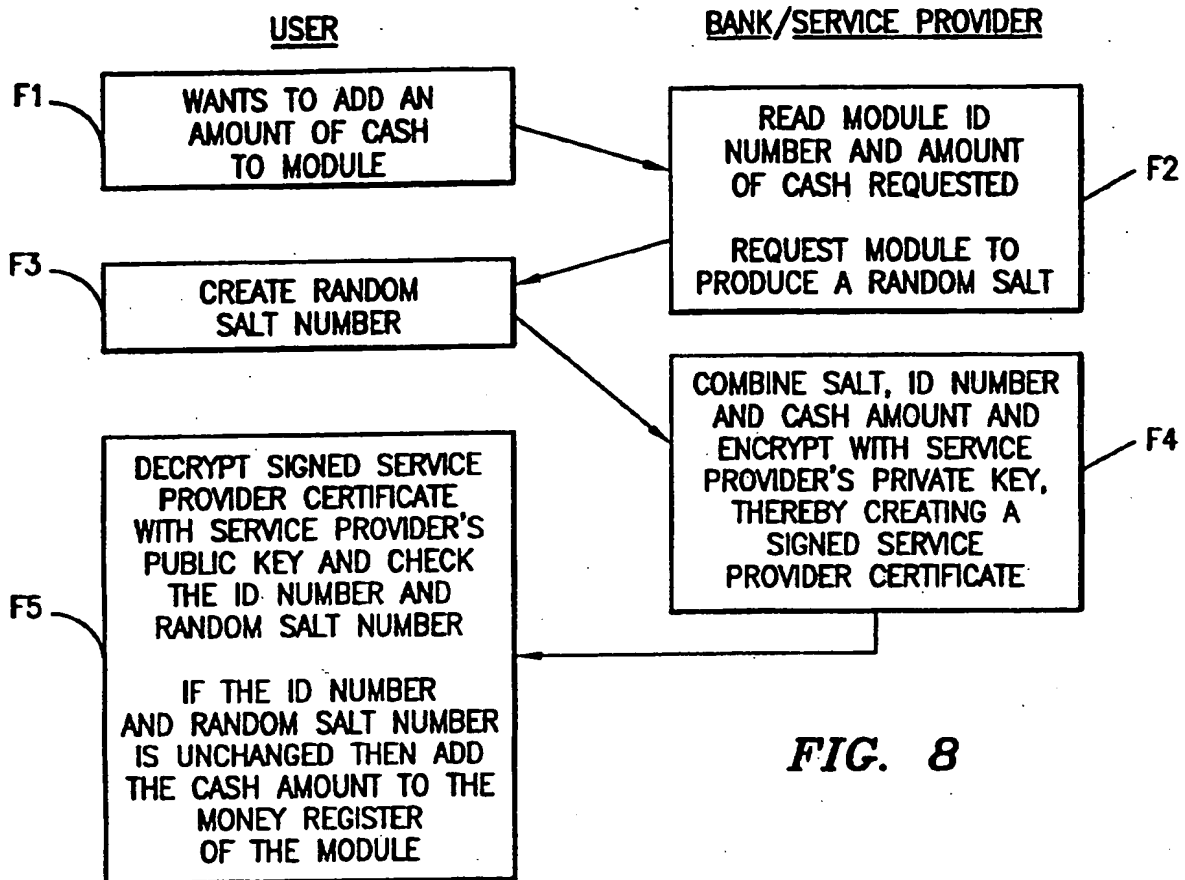 USER
BANK/SERVICE PROVIDER
F1
WANTS TO ADD AN
AMOUNT OF CASH
TO MODULE
READ MODULE ID
NUMBER AND AMOUNT
OF CASH REQUESTED
REQUEST MODULE TO
PRODUCE A RANDOM SALT
F2
F3
CREATE RANDOM
SALT NUMBER
COMBINE SALT, ID NUMBER
AND CASH AMOUNT AND
ENCRYPT WITH SERVICE
PROVIDER'S PRIVATE KEY,
THEREBY CREATING A
SIGNED SERVICE
PROVIDER CERTIFICATE
F4
F5
DECRYPT SIGNED SERVICE
PROVIDER CERTIFICATE
WITH SERVICE PROVIDER'S
PUBLIC KEY AND CHECK
THE ID NUMBER AND
RANDOM SALT NUMBER
IF THE ID NUMBER
AND RANDOM SALT NUMBER
IS UNCHANGED THEN ADD
THE CASH AMOUNT TO THE
MONEY REGISTER
OF THE MODULE
FIG. 8